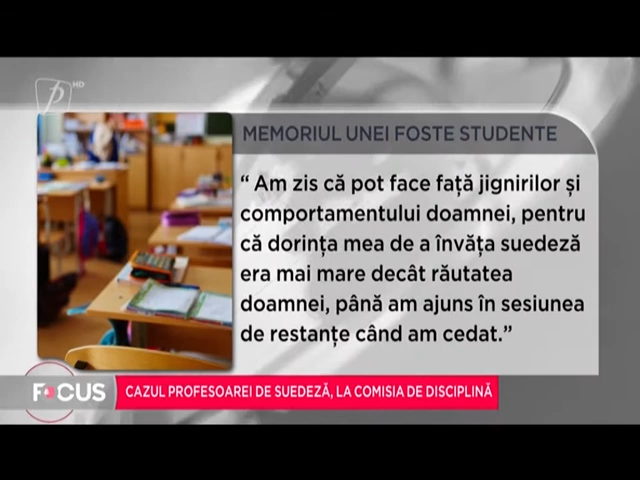 HD
MEMORIUL UNEI FOSTE STUDENTE
“ Am zis că pot face față jignirilor și
comportamentului doamnei, pentru
că dorința mea de a învăța suedeză
era mai mare decât răutatea
doamnei, până am ajuns în sesiunea
de restanțe când am cedat.”
FOCUS
CAZUL PROFESOAREI DE SUEDEZĂ, LA COMISIA DE DISCIPLINĂ